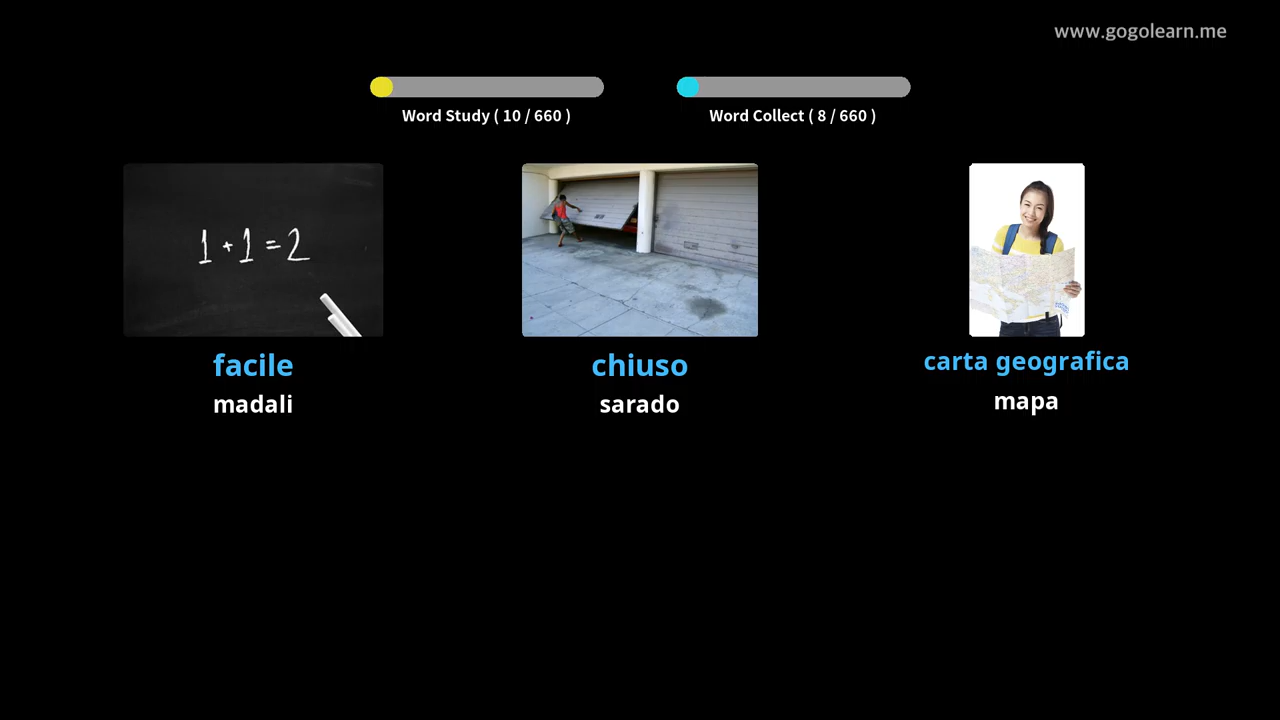 www.gogolearn.me
Word Study ( 10 / 660 )
Word Collect ( 8 / 660 )
1 + 1 = 2
facile
madali
chiuso
sarado
carta geografica
mapa